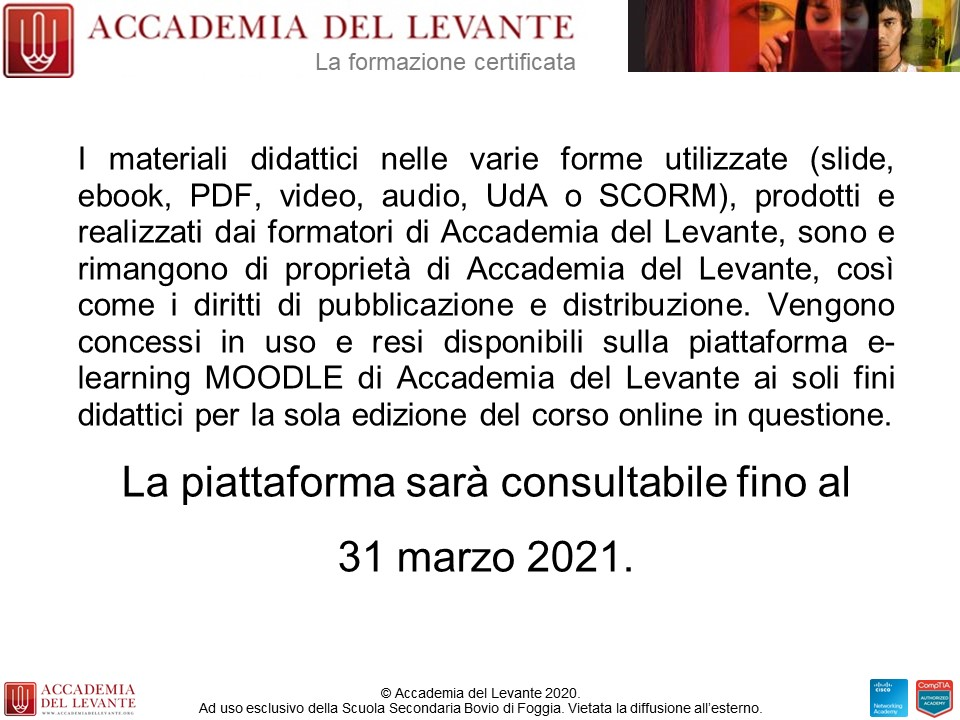 ACCADEMIA DEL LEVANTE
La formazione certificata
I materiali didattici nelle varie forme utilizzate (slide,
ebook, PDF, video, audio, UdA o SCORM), prodotti e
realizzati dai formatori di Accademia del Levante, sono e
rimangono di proprietà di Accademia del Levante, così
come i diritti di pubblicazione e distribuzione. Vengono
concessi in uso e resi disponibili sulla piattaforma e-
learning MOODLE di Accademia del Levante ai soli fini
didattici per la sola edizione del corso online in questione.
La piattaforma sarà consultabile fino al
31 marzo 2021.
ACCADEMIA
DEL LEVANTE
WWW.ACCADEMIADELLEVANTE.ORG
© Accademia del Levante 2020.
Ad uso esclusivo della Scuola Secondaria Bovio di Foggia. Vietata la diffusione all’esterno.
CISCO
Networking
Academy
CompTIA
AUTHORIZED
ACADEMY